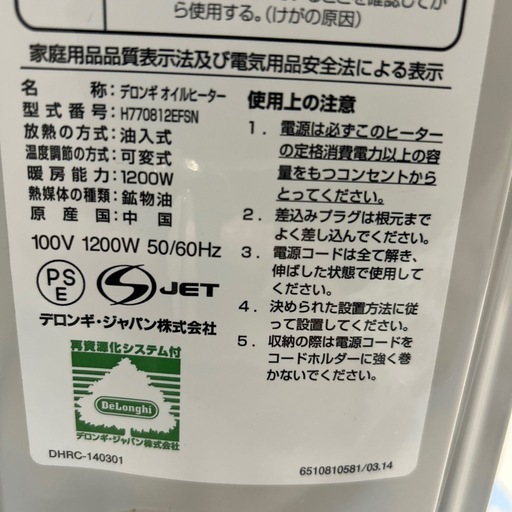 ら使用する。(けがの原因)
家庭用品品質表示法及び電気用品安全法による表示
名　　　　称:デロンギ オイルヒーター
型 式 番 号:H770812EFSN
放熱の方式:油入式
温度調節の方式:可変式
暖 房 能 力:1200W
熱媒体の種類:鉱物油
原　産　国:中　国
100V 1200W 50/60Hz
PS
E
S JET
デロンギ・ジャパン株式会社
再資源化システム付
DeLonghi
デロンギ・ジャパン株式会社
DHRC-140301
使用上の注意
1. 電源は必ずこのヒーター
の定格消費電力以上の容
量をもつコンセントから
とってください。
2. 差込みプラグは根元まで
よく差し込んでください。
3. 電源コードは全て解き、
伸ばした状態で使用して
ください。
4. 決められた設置方法に従
って設置してください。
5. 収納の際は電源コードを
コードホルダーに強く巻
かないでください。
6510810581/03.14